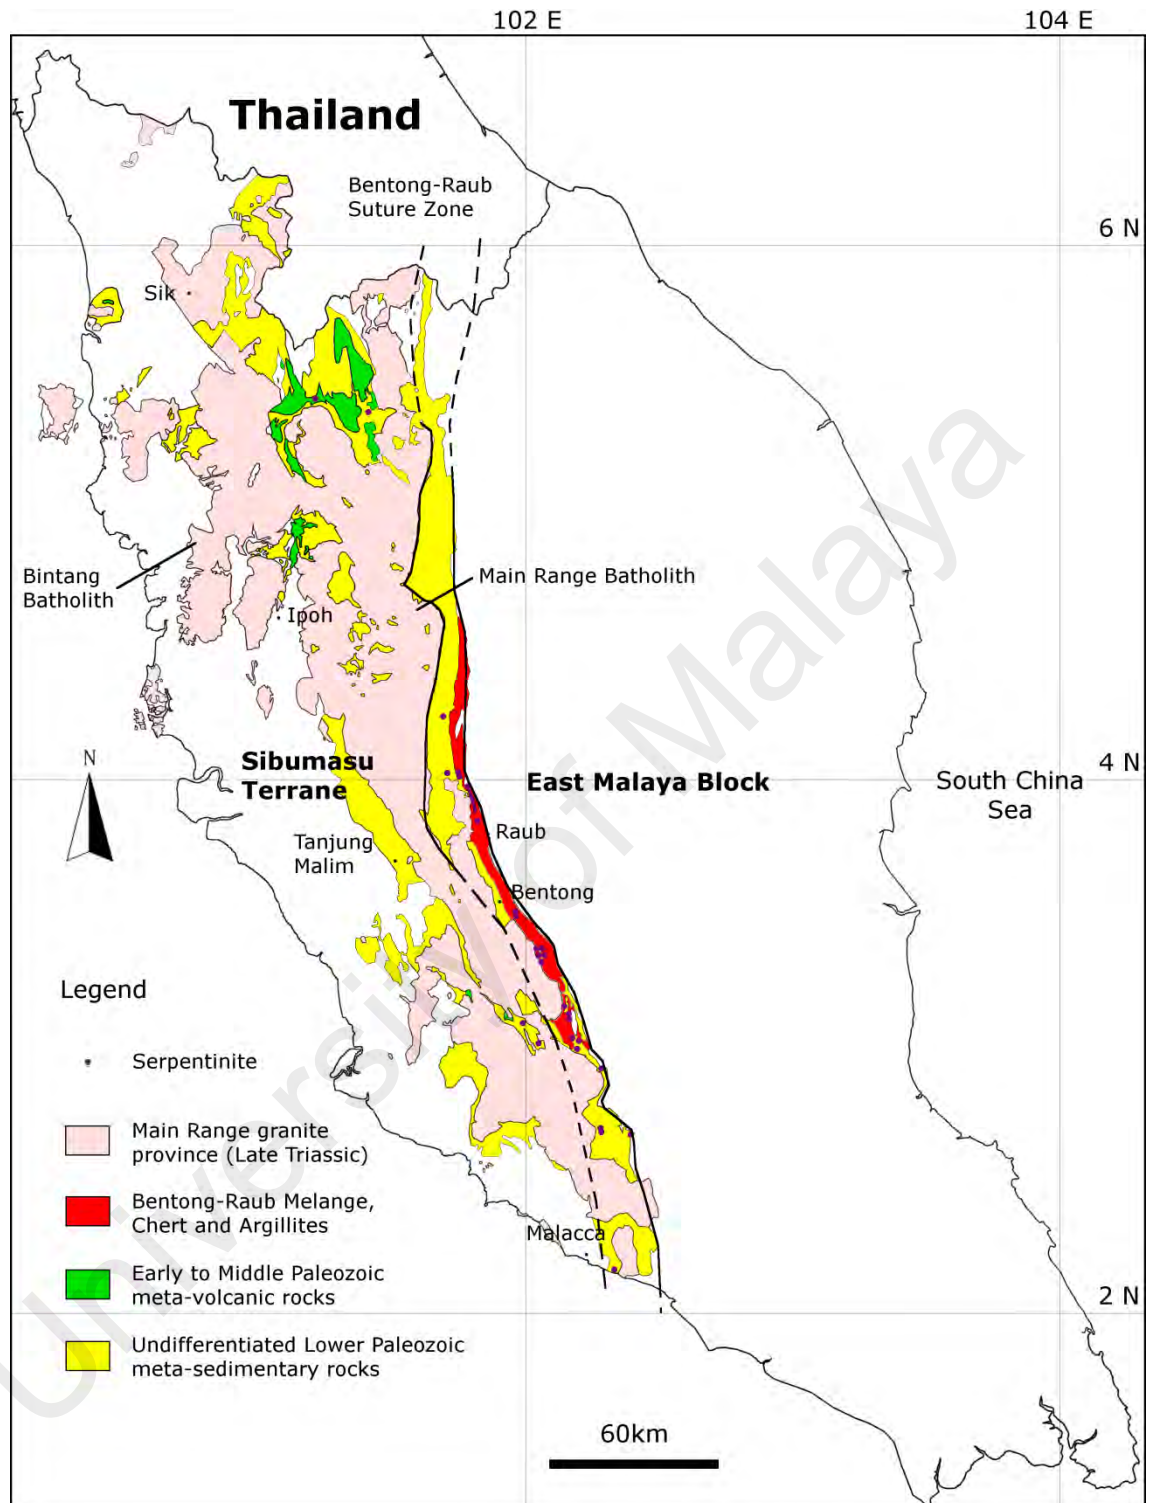 102 E
104 E
Thailand
Bentong-Raub
Suture Zone
6 N
Sik
Bintang
Batholith
Main Range Batholith
Ipoh
N
Sibumasu
Terrane
East Malaya Block
4 N
South China
Sea
Raub
Tanjung
Malim
Bentong
Legend
Serpentinite
Main Range granite
province (Late Triassic)
Bentong-Raub Melange,
Chert and Argillites
Malacca
Early to Middle Paleozoic
meta-volcanic rocks
2 N
Undifferentiated Lower Paleozoic
meta-sedimentary rocks
60km
University of Malaya